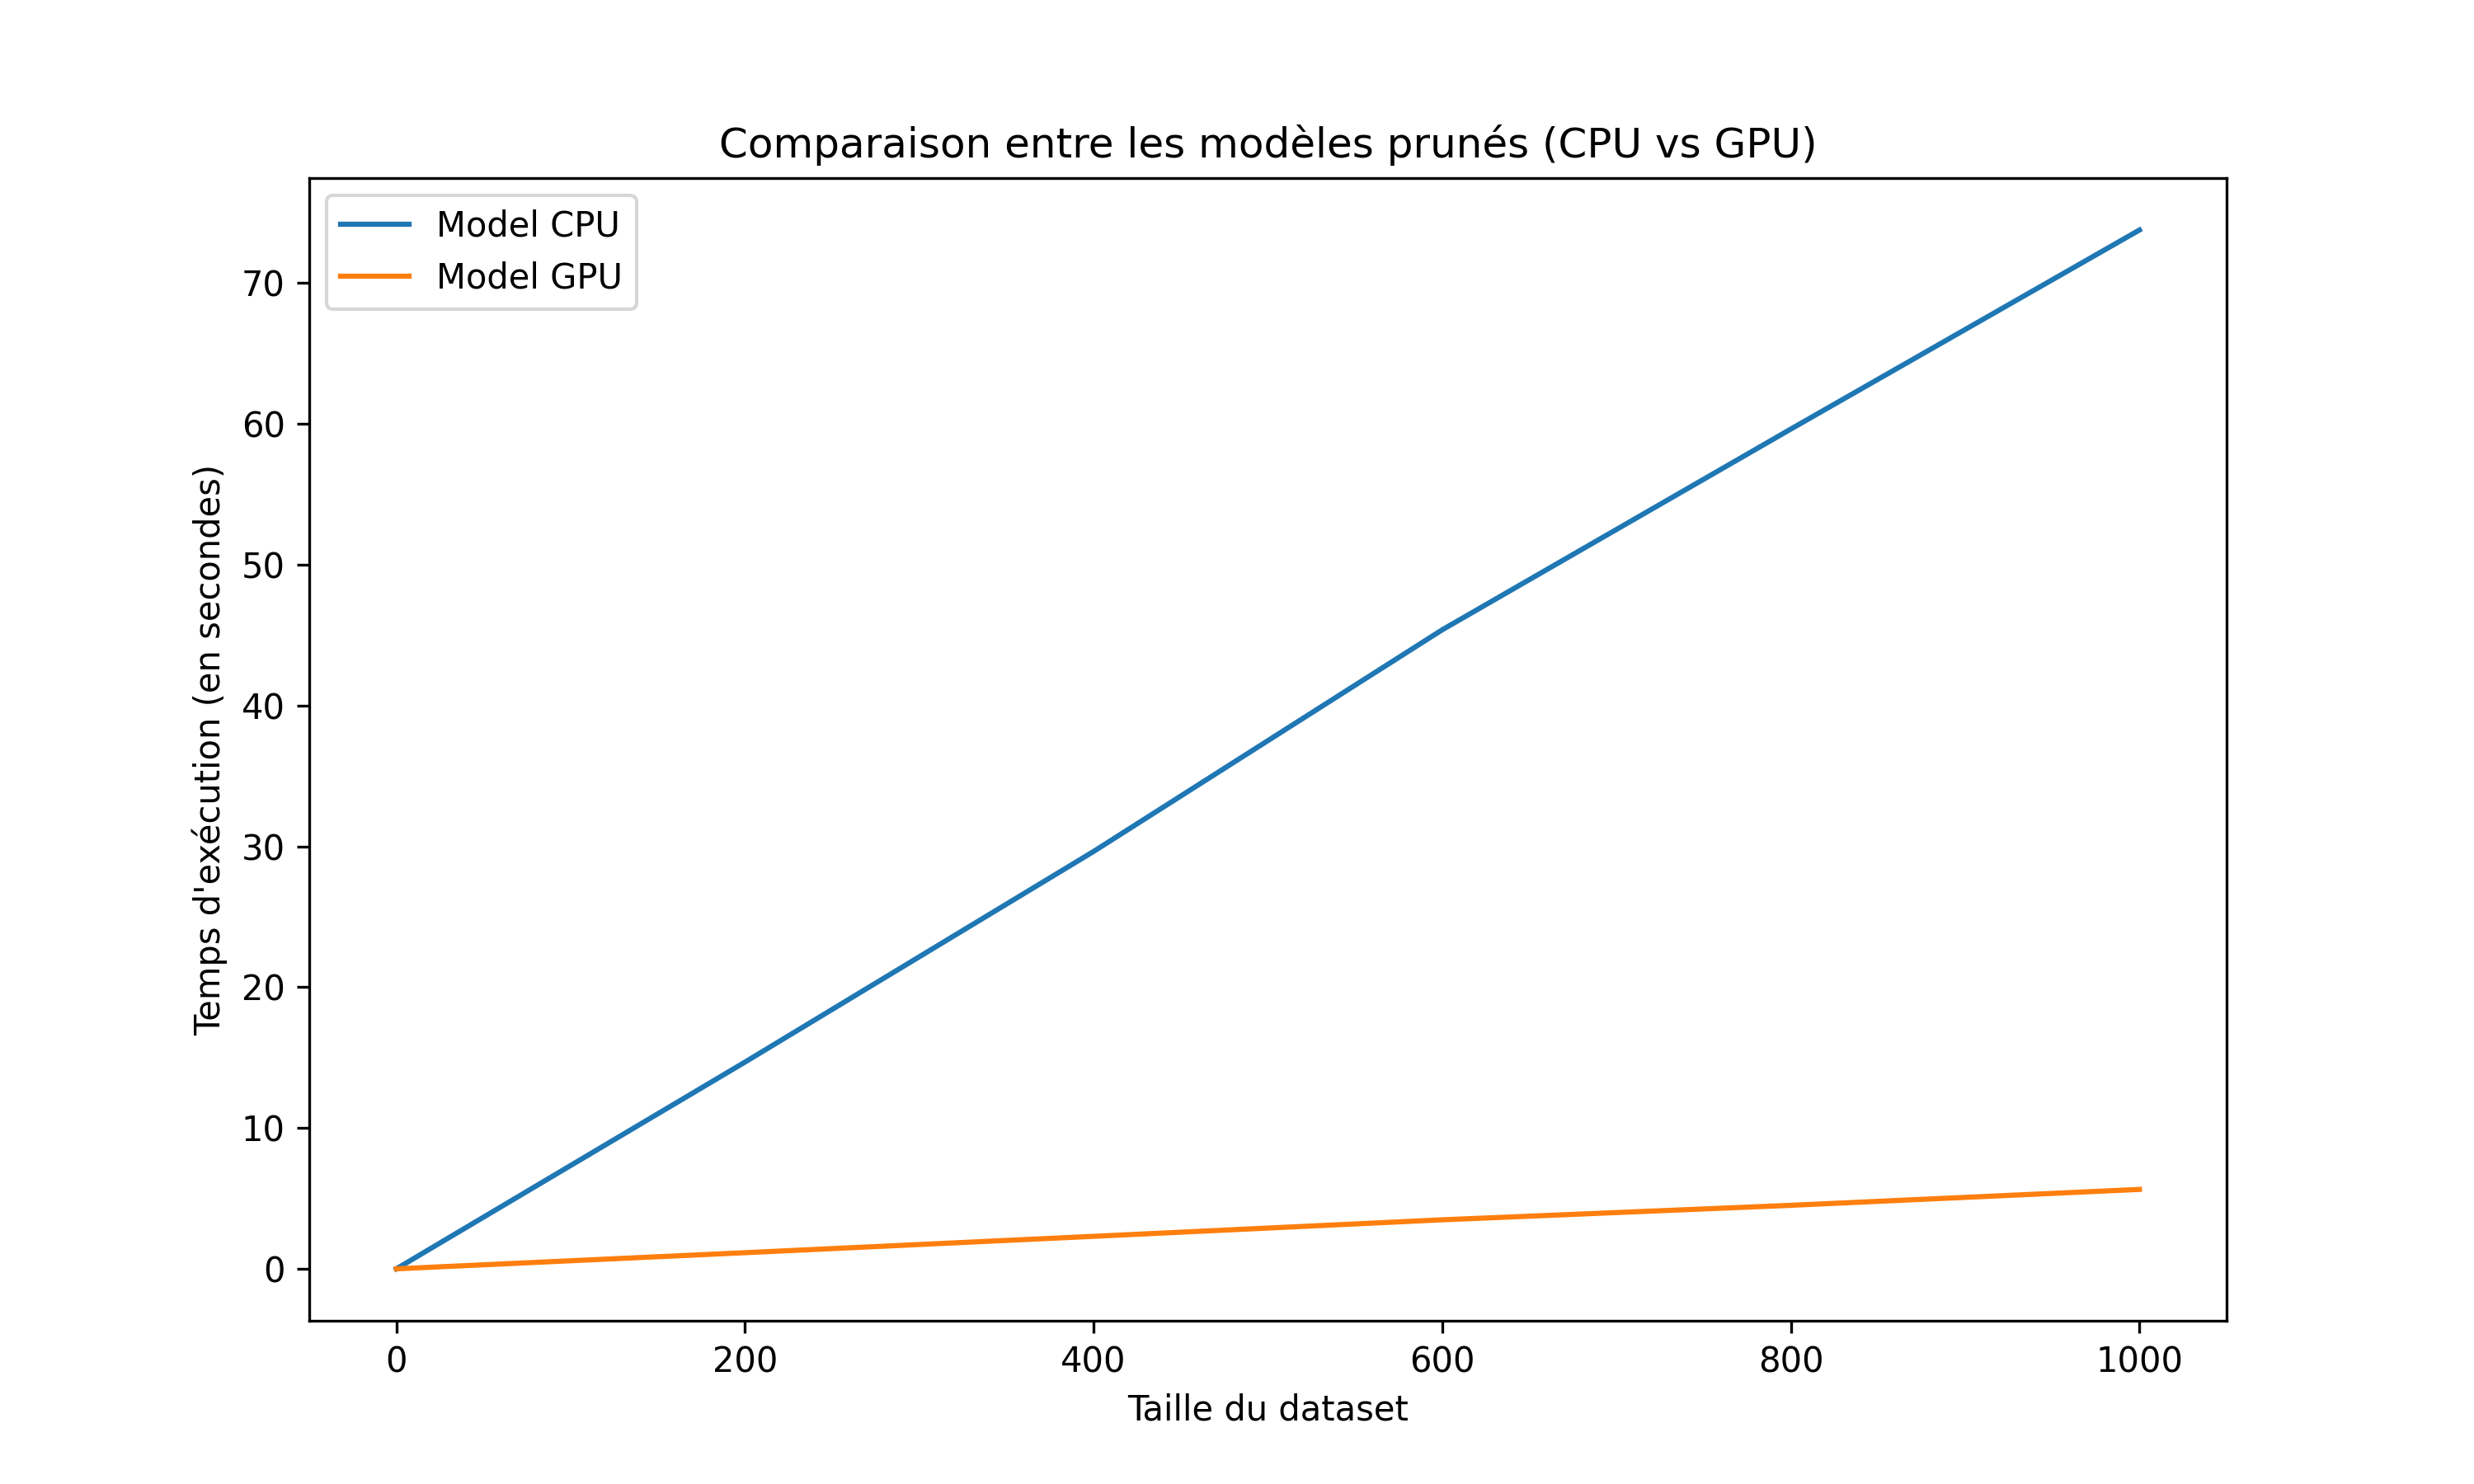 Comparaison entre les modèles prunés (CPU vs GPU)
Model CPU
Model GPU
Temps d'exécution (en secondes)
70
60
50
40
30
20
10
0
0 200 400 600 800 1000
Taille du dataset